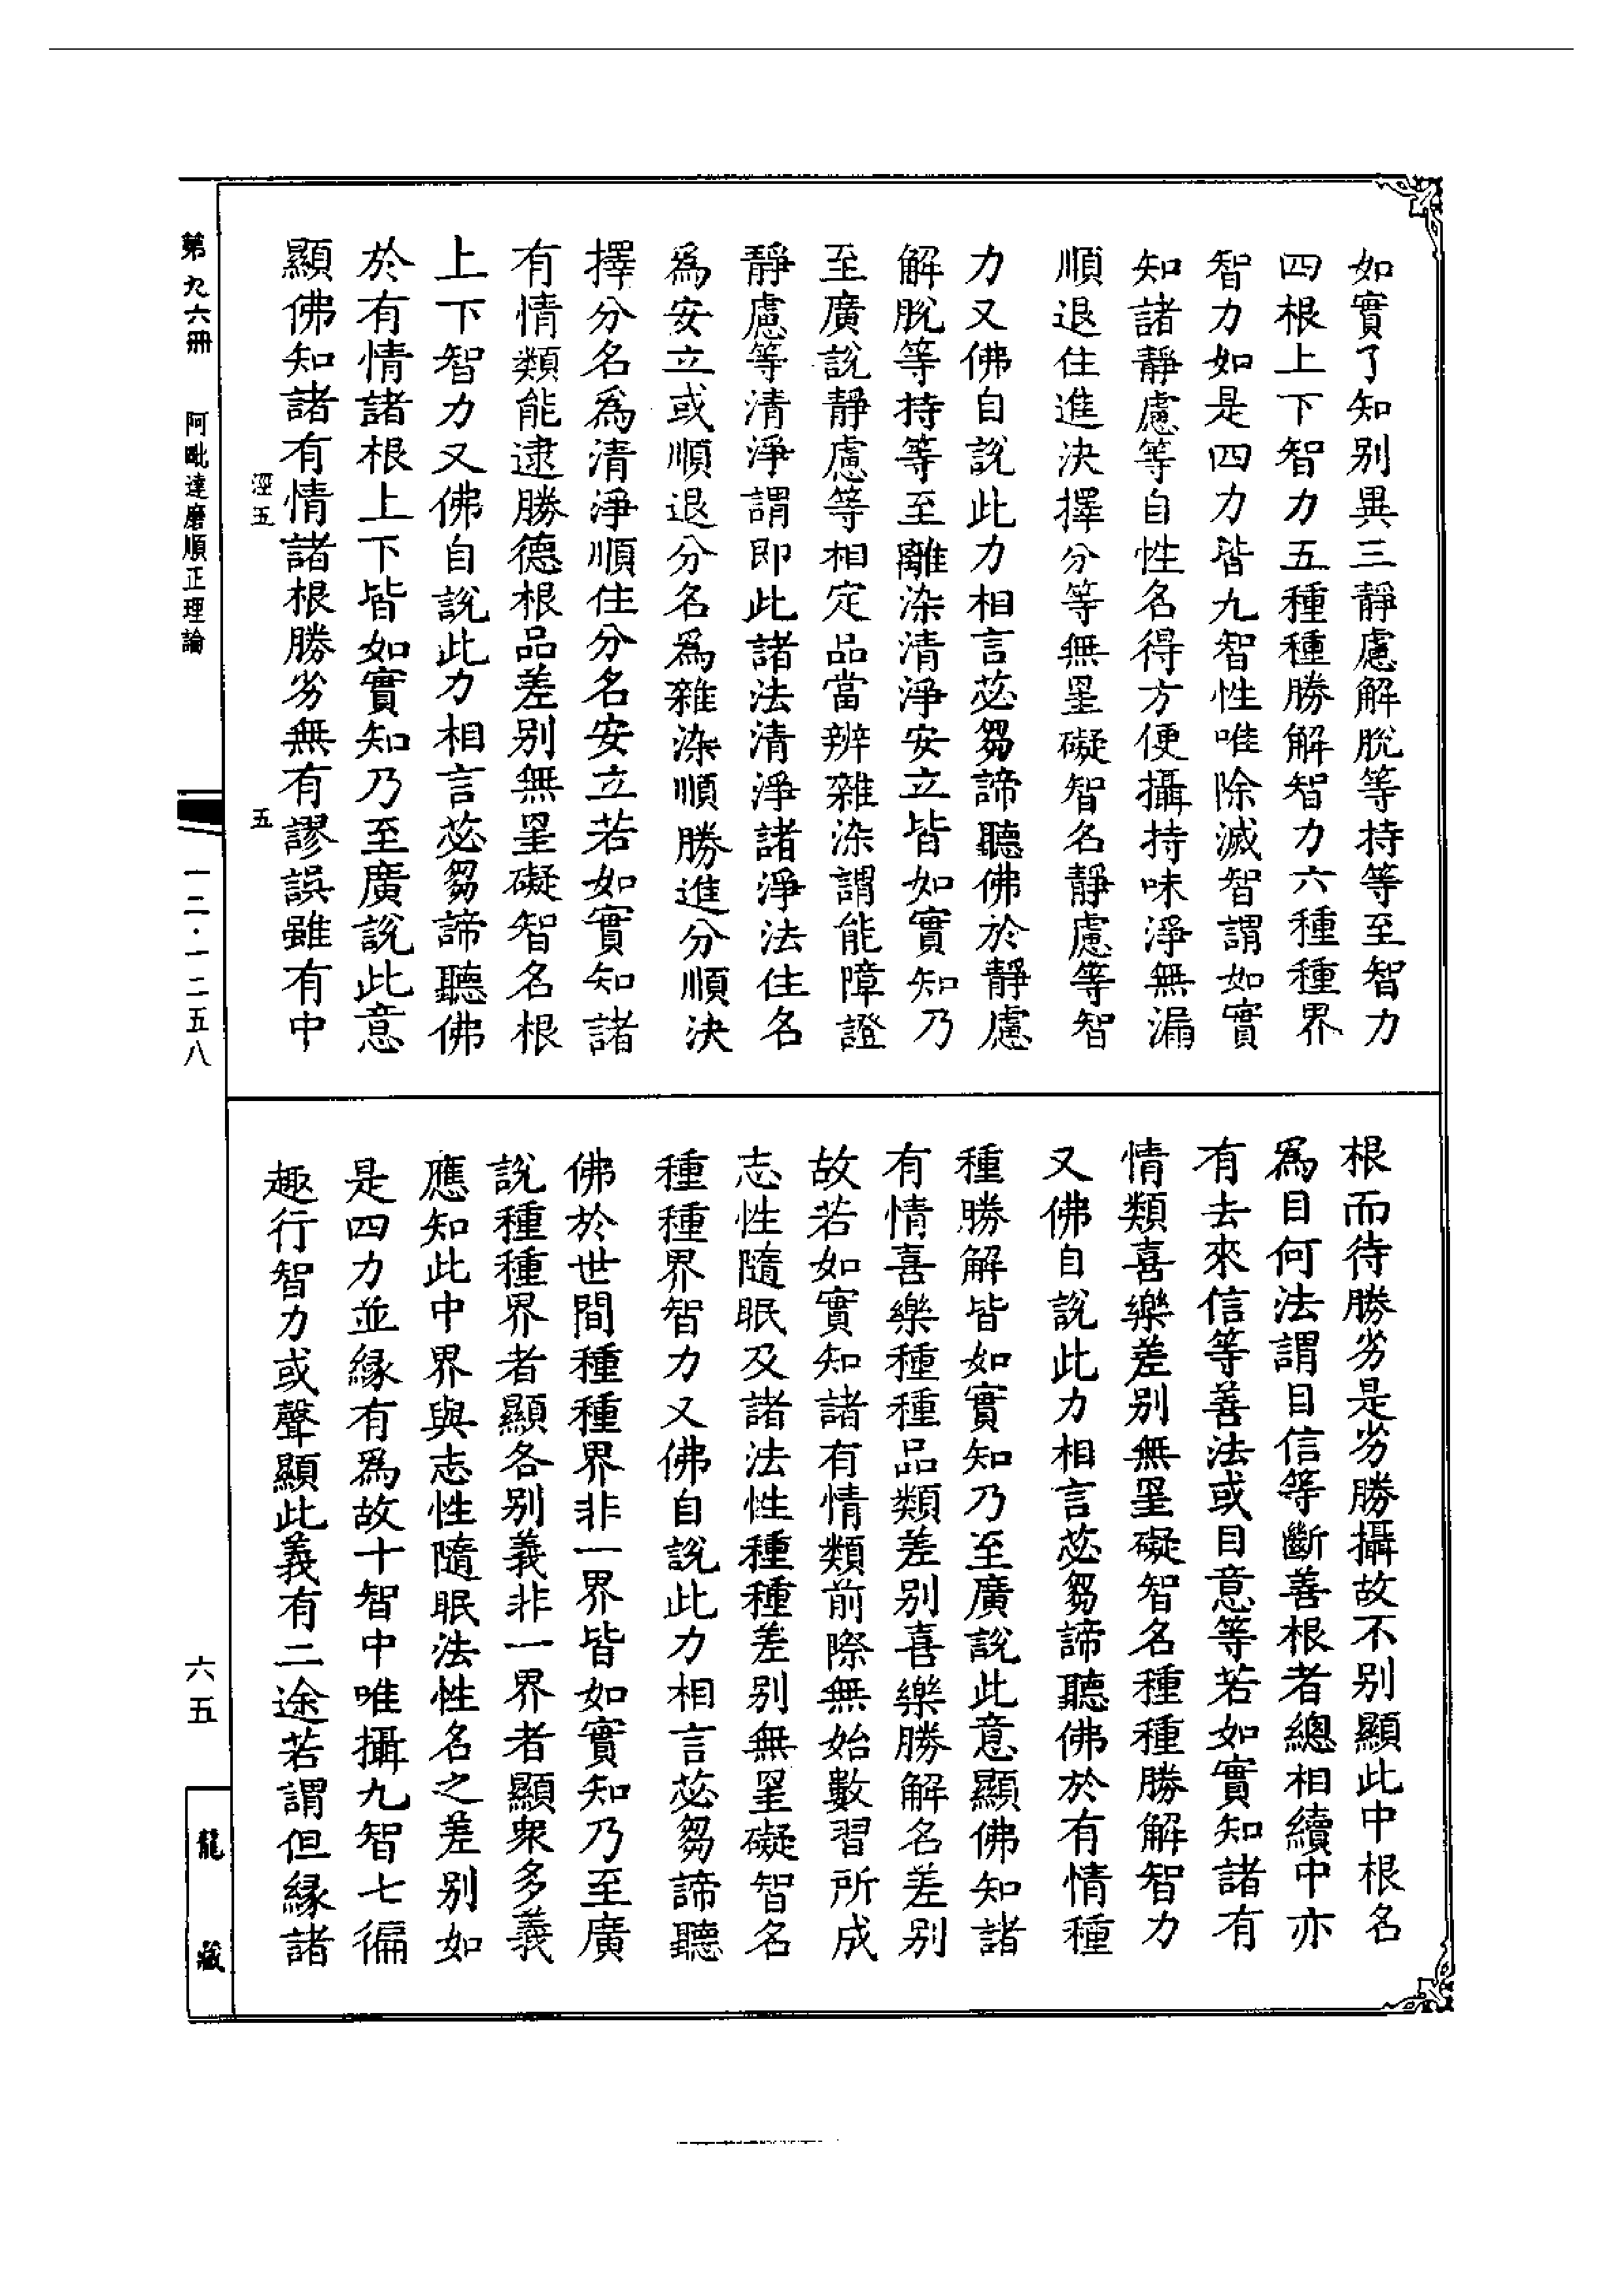 如實了知別異三靜慮解脫等持等至智力
四根上下智力五種種勝解智力六種種界
智力如是四力皆九智性唯除滅智謂如實
知諸靜慮等自性名得方便攝持味淨無漏
順退住進決擇分等無罣礙智名靜慮等智
力又佛自說此力相言苾芻諦聽佛於靜慮
解脫等持等至離染清淨安立皆如實知乃
至廣說靜慮等相定品當辨雜染謂能障證
靜慮等清淨謂即此諸法清淨諸淨法住名
為安立或順退分名為雜染順勝進分順決
擇分名為清淨順住分名安立若如實知諸
有情類能逮勝德根品差別無罣礙智名根
上下智力又佛自說此力相言苾芻諦聽佛
於有情諸根上下皆如實知乃至廣說此意
顯佛知諸有情諸根勝劣無有謬誤雖有中
根而待勝劣是劣勝攝故不別顯此中根名
為目何法謂目信等斷善根者總相續中亦
有去來信等善法或目意等若如實知諸有
情類喜樂差別無罣礙智名種種勝解智力
又佛自說此力相言苾芻諦聽佛於有情種
種勝解皆如實知乃至廣說此意顯佛知諸
有情喜樂種種品類差別喜樂勝解名差別
故若如實知諸有情類前際無始數習所成
志性隨眠及諸法性種種差別無罣礙智名
種種界智力又佛自說此力相言苾芻諦聽
佛於世間種種界非一界皆如實知乃至廣
說種種界者顯各別義非一界者顯眾多義
應知此中界與志性隨眠法性名之差別如
是四力並緣有為故十智中唯攝九智七徧
趣行智力或聲顯此義有二途若謂但緣諸
涇五
五
第九六冊
阿毗達磨順正理論
一二·一二五八
六五
龍藏